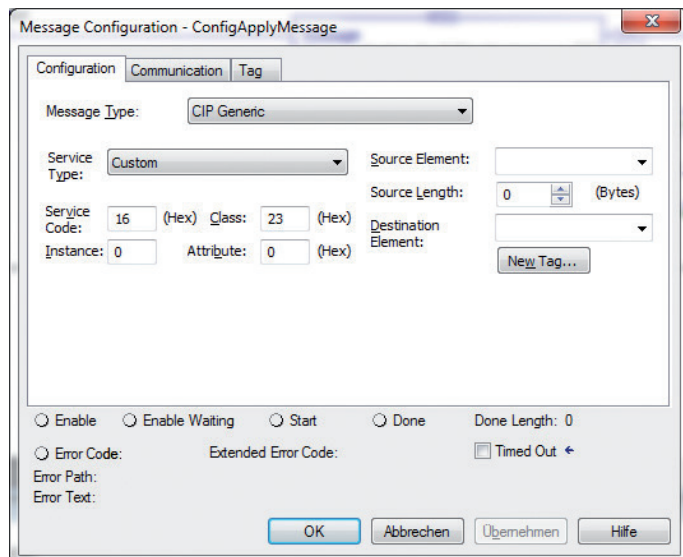 Message Configuration - ConfigApplyMessage
Configuration Communication Tag
Message Type: CIP Generic
Service Type: Custom
Source Element:
Source Length: 0 (Bytes)
Service Code: 16 (Hex) Class: 23 (Hex)
Destination Element:
Instance: 0 Attribute: 0 (Hex)
New Tag...
Enable Enable Waiting Start Done Done Length: 0
Error Code: Extended Error Code: Timed Out
Error Path:
Error Text:
OK Abbrechen Übernehmen Hilfe